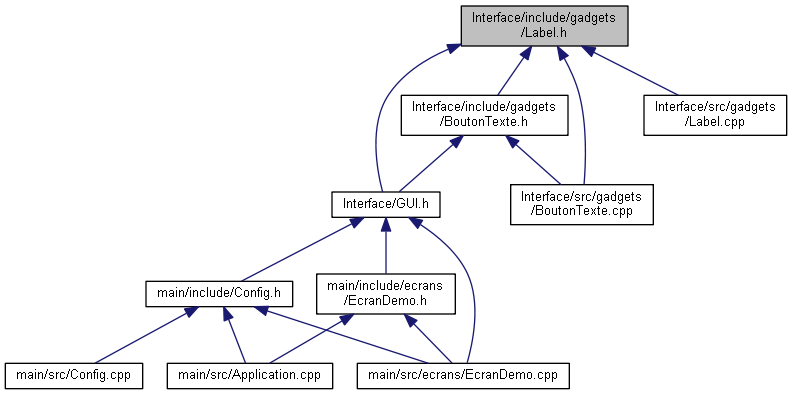 Interface/include/gadgets
/Label.h
Interface/include/gadgets
/BoutonTexte.h
Interface/src/gadgets
/Label.cpp
Interface/GUI.h
Interface/src/gadgets
/BoutonTexte.cpp
main/include/Config.h
main/include/ecrans
/EcranDemo.h
main/src/Config.cpp
main/src/Application.cpp
main/src/ecrans/EcranDemo.cpp